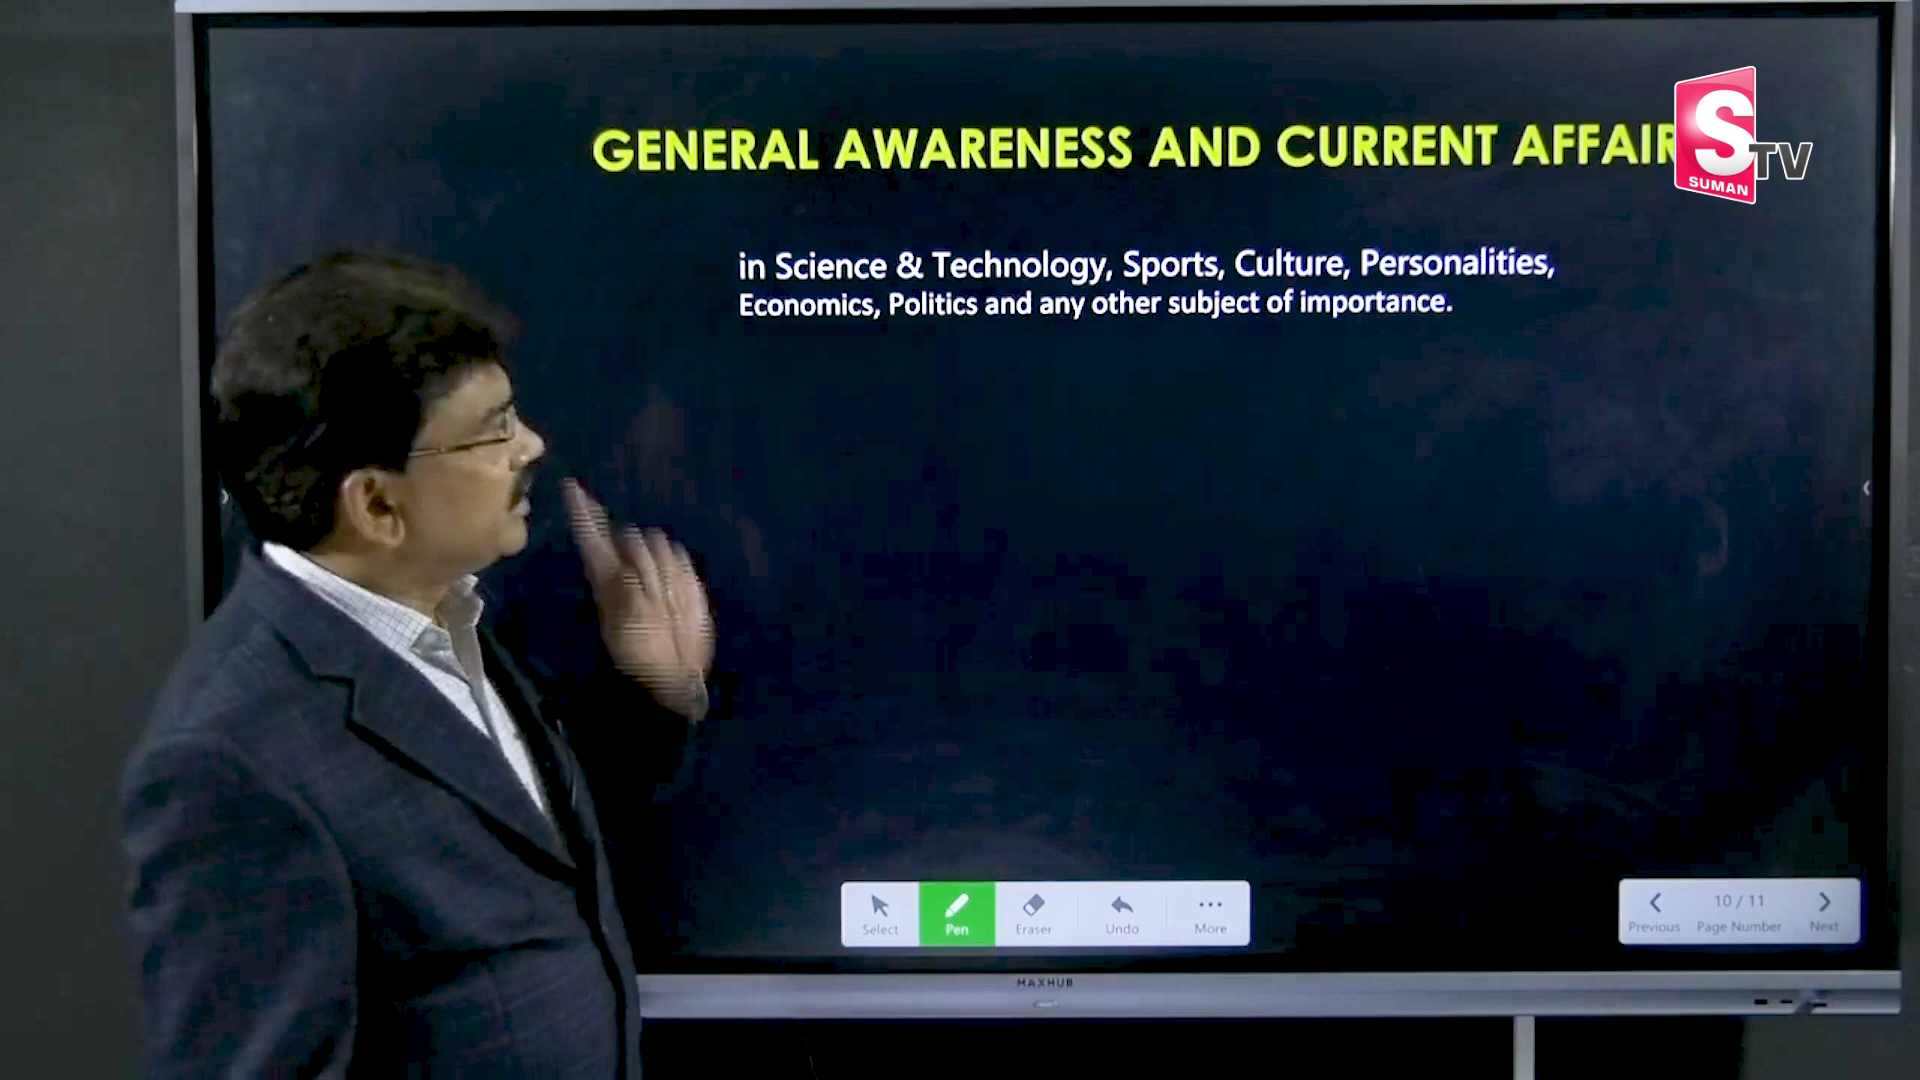 GENERAL AWARENESS AND CURRENT AFFAIR
S TV
SUMAN
in Science & Technology, Sports, Culture, Personalities,
Economics, Politics and any other subject of importance.
Select
Pen
Eraser
Undo
More
10 / 11
Previous Page Number Next
MAXHUB